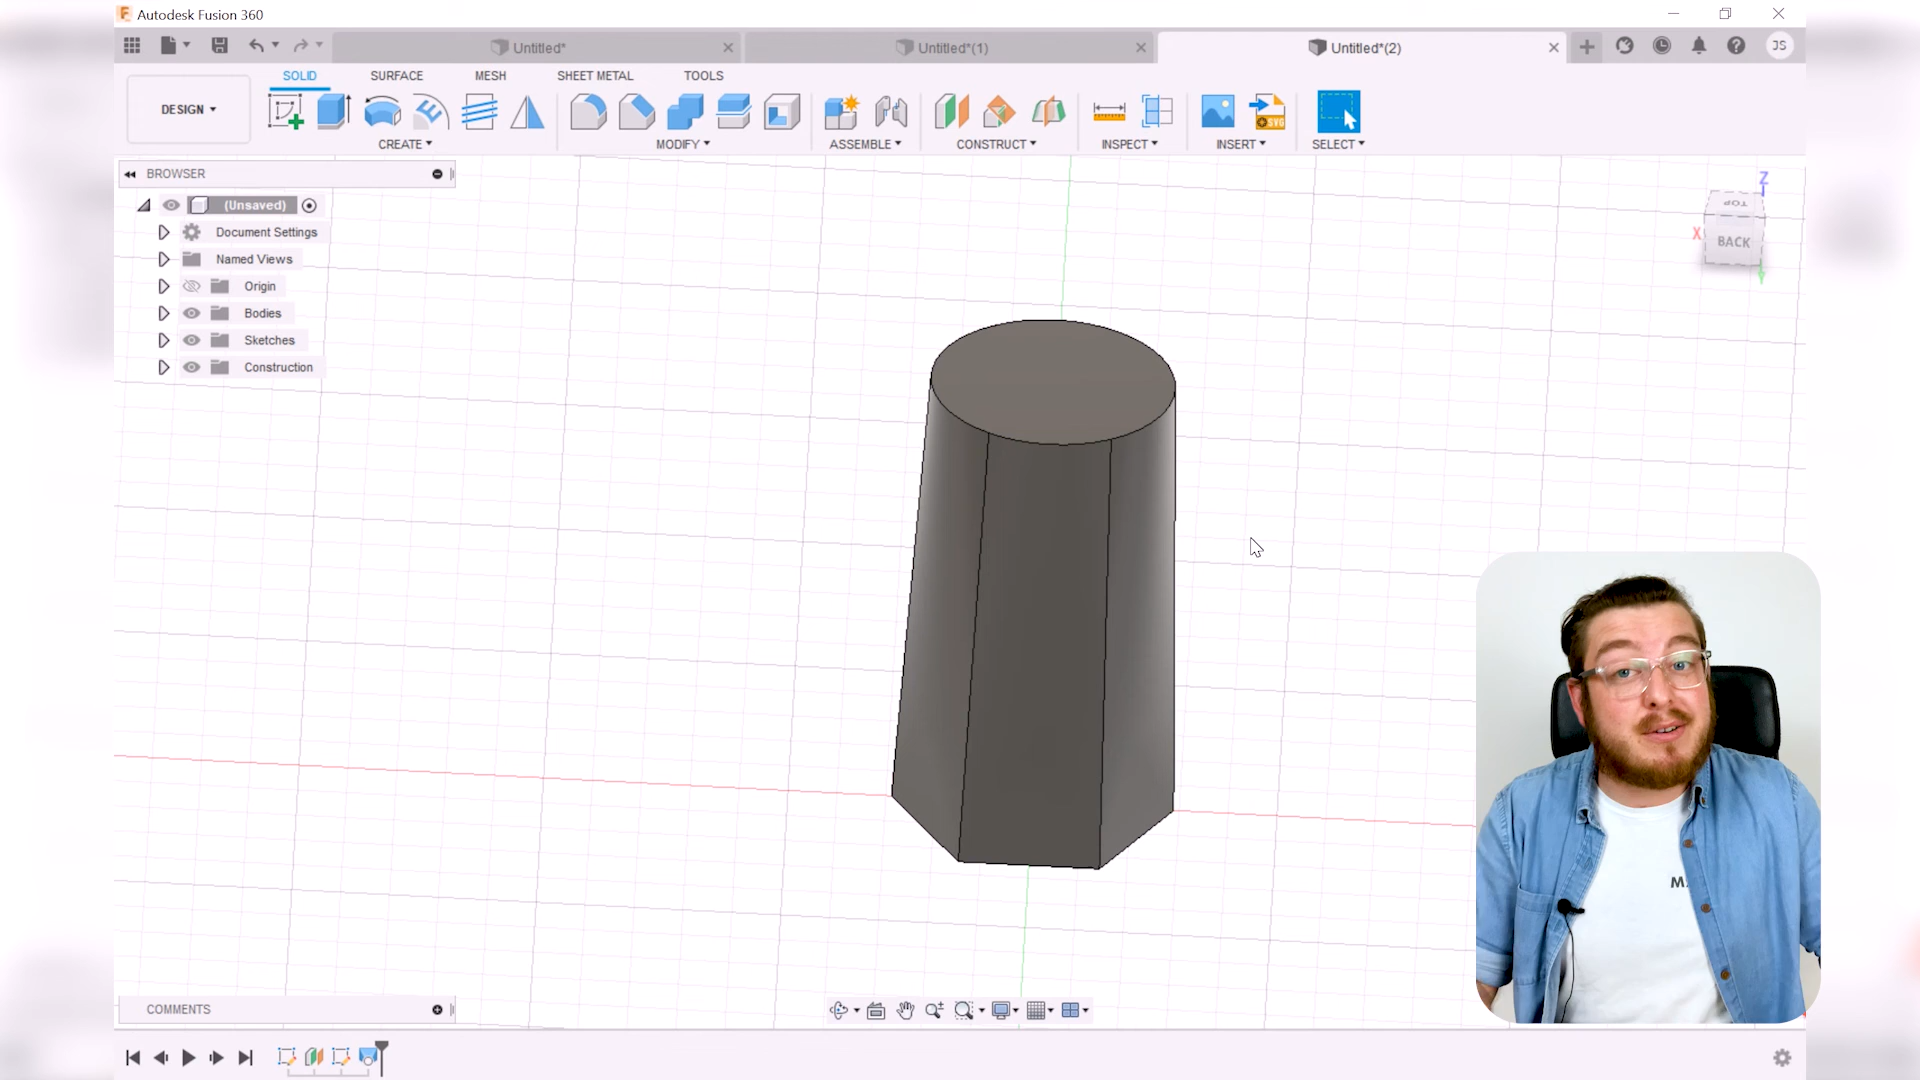 Autodesk Fusion 360
Untitled*
Untitled*(1)
Untitled*(2)
JS
DESIGN
SOLID
SURFACE
MESH
SHEET METAL
TOOLS
CREATE
MODIFY
ASSEMBLE
CONSTRUCT
INSPECT
INSERT
SELECT
SVG
BROWSER
(Unsaved)
Document Settings
Named Views
Origin
Bodies
Sketches
Construction
Z
TOP
X
BACK
COMMENTS